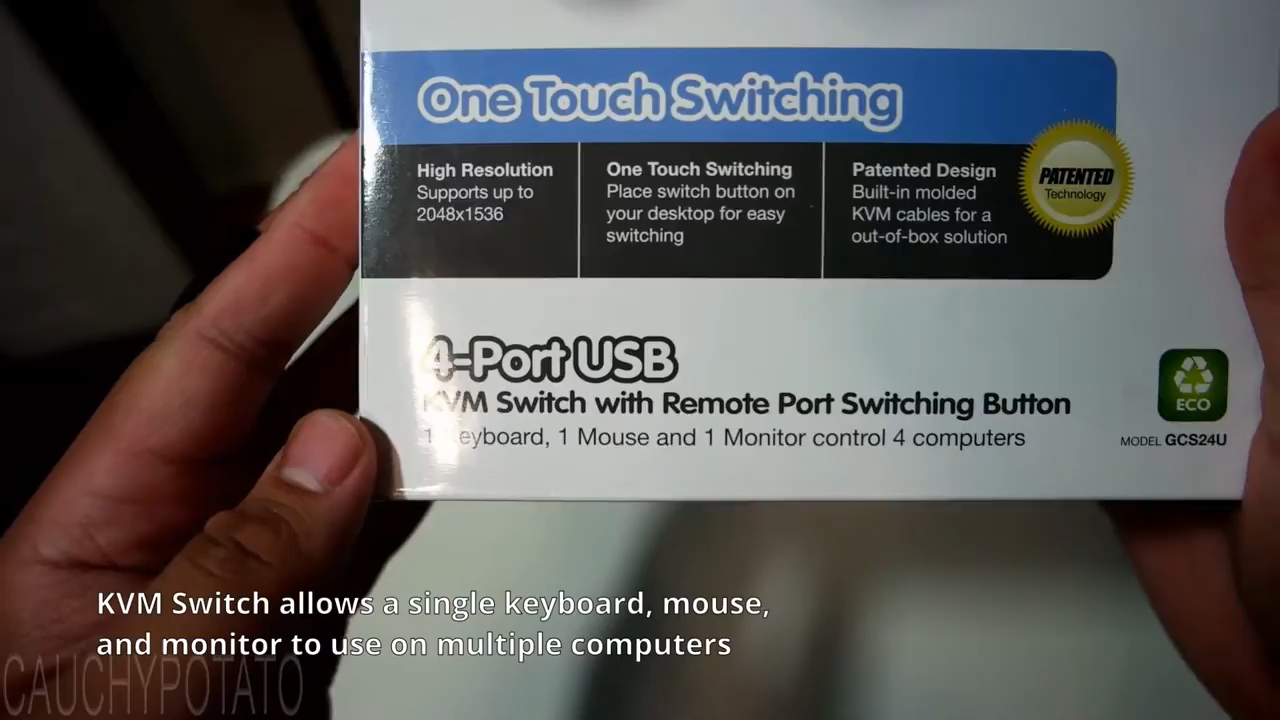 One Touch Switching
High Resolution
Supports up to
2048x1536
One Touch Switching
Place switch button on
your desktop for easy
switching
Patented Design
Built-in molded
KVM cables for a
out-of-box solution
PATENTED
Technology
4-Port USB
KVM Switch with Remote Port Switching Button
1 Keyboard, 1 Mouse and 1 Monitor control 4 computers
ECO
MODEL GCS24U
KVM Switch allows a single keyboard, mouse,
and monitor to use on multiple computers
CAUCHYPOTATO